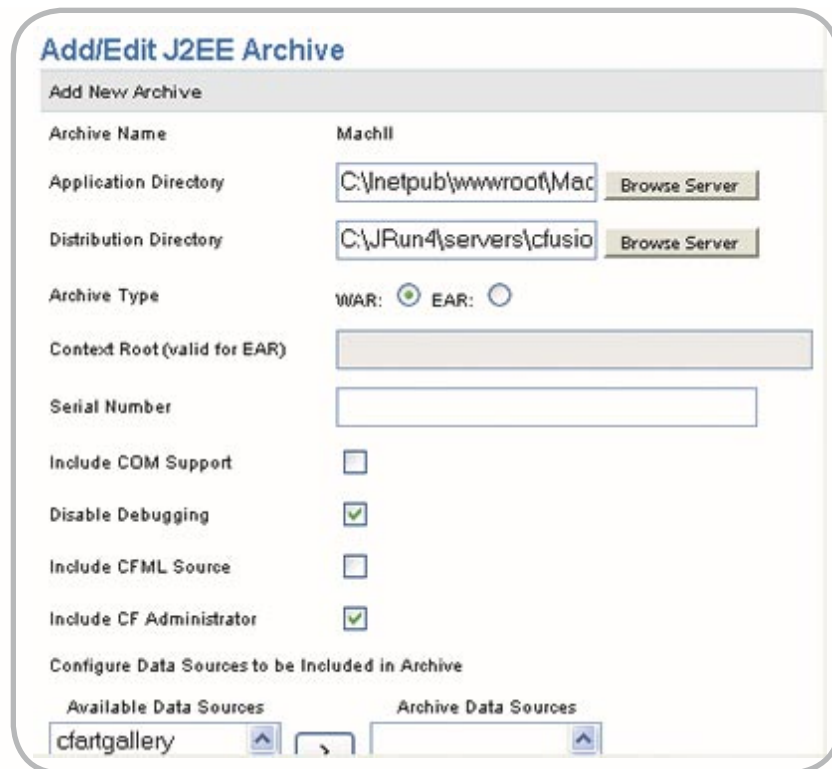 Add/Edit J2EE Archive
Add New Archive
Archive Name MachII
Application Directory C:\Inetpub\wwwroot\Mac Browse Server
Distribution Directory C:\JRun4\servers\cfusio Browse Server
Archive Type WAR: EAR:
Context Root (valid for EAR)
Serial Number
Include COM Support
Disable Debugging
Include CFML Source
Include CF Administrator
Configure Data Sources to be Included in Archive
Available Data Sources Archive Data Sources
cfartgallery >